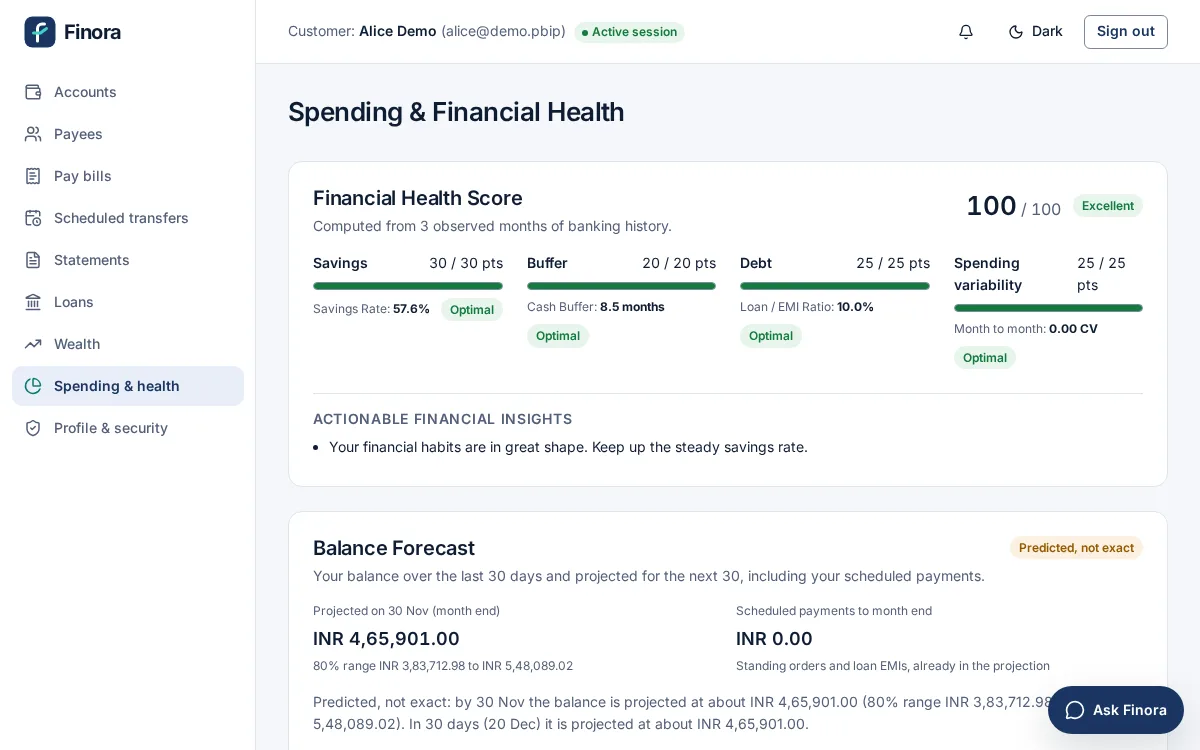 Finora
Customer: Alice Demo (alice@demo.pbip) Active session
Dark
Sign out
Accounts
Payees
Pay bills
Scheduled transfers
Statements
Loans
Wealth
Spending & health
Profile & security
Spending & Financial Health
Financial Health Score
Computed from 3 observed months of banking history.
100 / 100 Excellent
Savings 30 / 30 pts
Savings Rate: 57.6% Optimal
Buffer 20 / 20 pts
Cash Buffer: 8.5 months
Optimal
Debt 25 / 25 pts
Loan / EMI Ratio: 10.0%
Optimal
Spending variability 25 / 25 pts
Month to month: 0.00 CV
Optimal
ACTIONABLE FINANCIAL INSIGHTS
• Your financial habits are in great shape. Keep up the steady savings rate.
Balance Forecast
Predicted, not exact
Your balance over the last 30 days and projected for the next 30, including your scheduled payments.
Projected on 30 Nov (month end)
INR 4,65,901.00
80% range INR 3,83,712.98 to INR 5,48,089.02
Scheduled payments to month end
INR 0.00
Standing orders and loan EMIs, already in the projection
Predicted, not exact: by 30 Nov the balance is projected at about INR 4,65,901.00 (80% range INR 3,83,712.98
5,48,089.02). In 30 days (20 Dec) it is projected at about INR 4,65,901.00.
Ask Finora